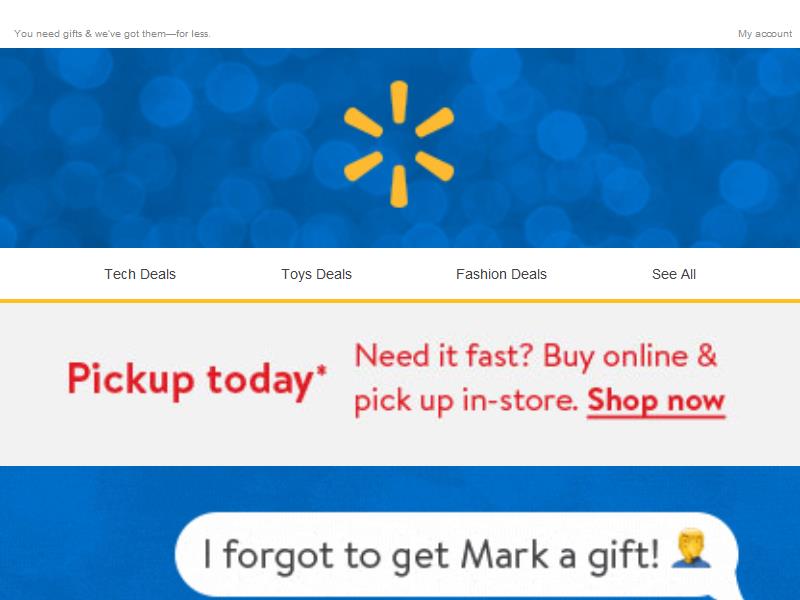 You need gifts & we've got them—for less.
My account
Tech Deals
Toys Deals
Fashion Deals
See All
Pickup today*
Need it fast? Buy online &
pick up in-store. Shop now
I forgot to get Mark a gift! 🤦‍♂️